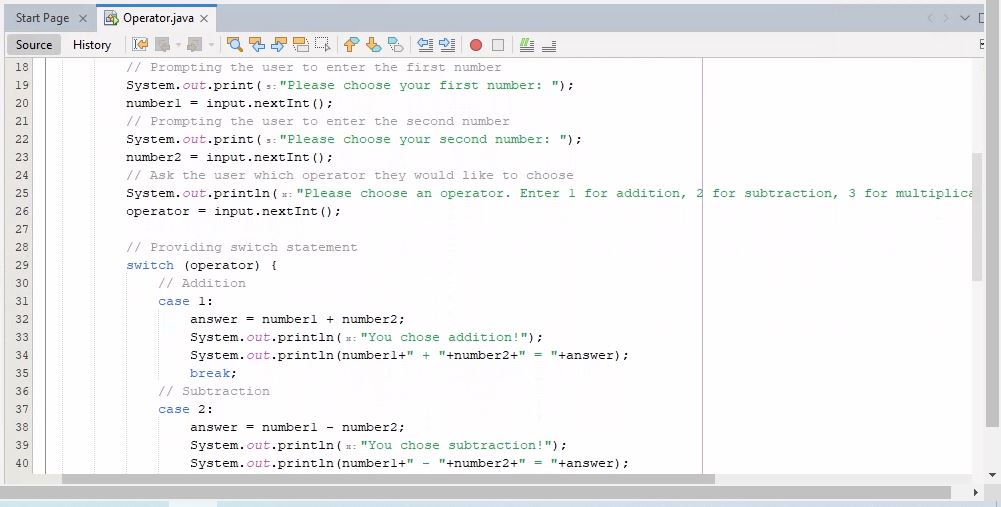 Start Page
Operator.java
Source History
18 // Prompting the user to enter the first number
19 System.out.print( s: "Please choose your first number: ");
20 number1 = input.nextInt();
21 // Prompting the user to enter the second number
22 System.out.print( s: "Please choose your second number: ");
23 number2 = input.nextInt();
24 // Ask the user which operator they would like to choose
25 System.out.println( x: "Please choose an operator. Enter 1 for addition, 2 for subtraction, 3 for multiplica
26 operator = input.nextInt();
27
28 // Providing switch statement
29 switch (operator) {
30 // Addition
31 case 1:
32 answer = number1 + number2;
33 System.out.println( x: "You chose addition!");
34 System.out.println(number1+" + "+number2+" = "+answer);
35 break;
36 // Subtraction
37 case 2:
38 answer = number1 - number2;
39 System.out.println( x: "You chose subtraction!");
40 System.out.println(number1+" - "+number2+" = "+answer);